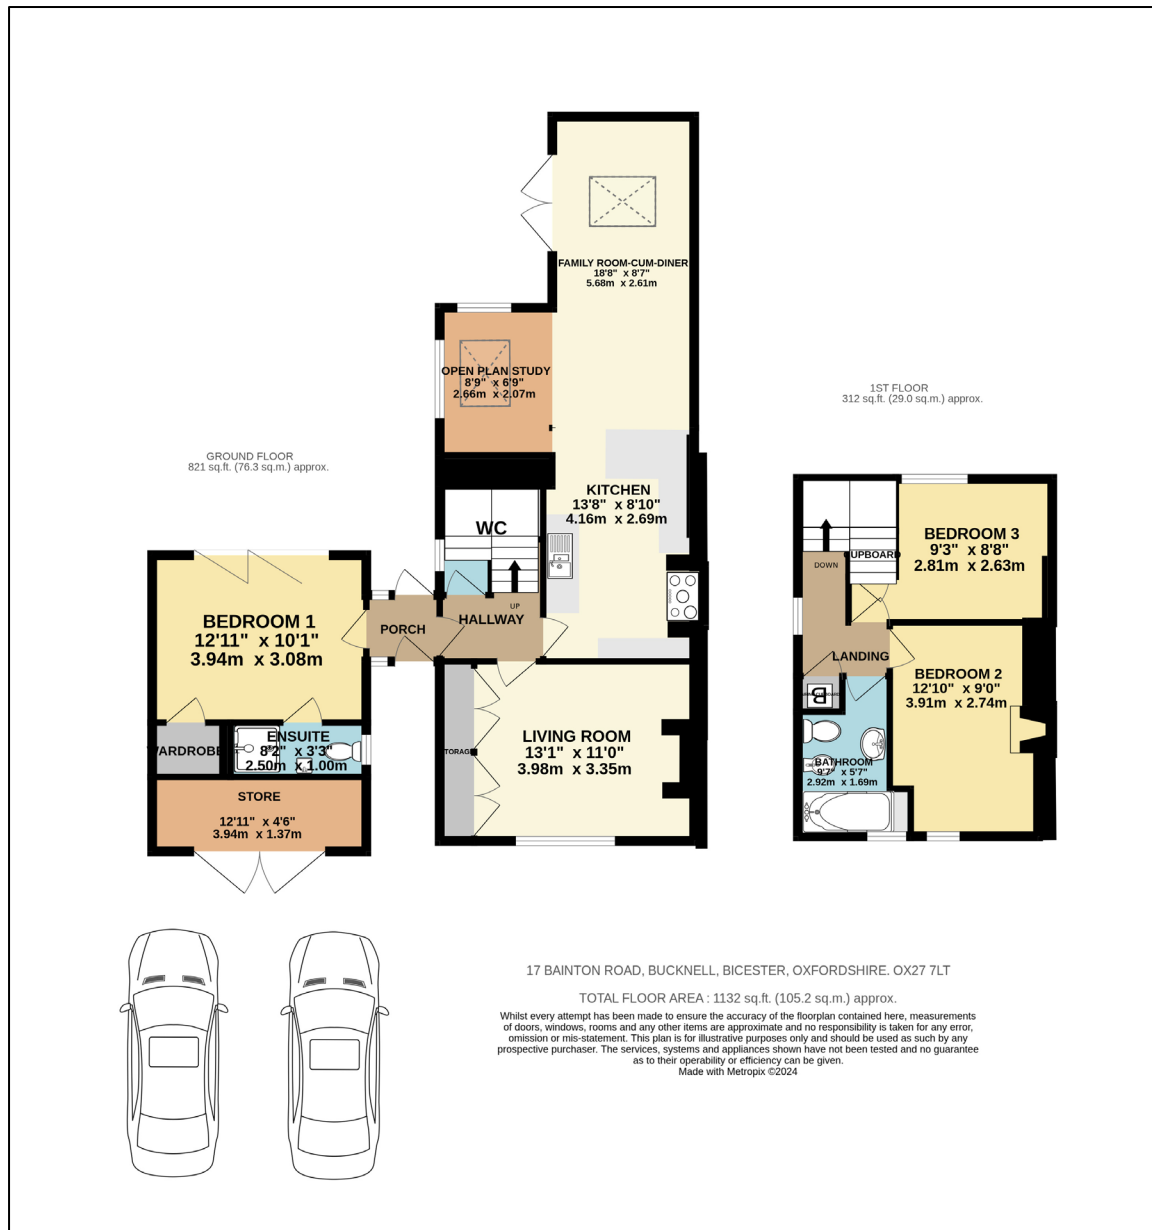 FAMILY ROOM-CUM-DINER
18'8" x 8'7"
5.68m x 2.61m
OPEN PLAN STUDY
8'9" x 6'9"
2.66m x 2.07m
1ST FLOOR
312 sq.ft. (29.0 sq.m.) approx.
GROUND FLOOR
821 sq.ft. (76.3 sq.m.) approx.
KITCHEN
13'8" x 8'10"
4.16m x 2.69m
WC
UP
HALLWAY
PORCH
BEDROOM 1
12'11" x 10'1"
3.94m x 3.08m
WARDROBE
ENSUITE
8'2" x 3'3"
2.50m x 1.00m
STORE
12'11" x 4'6"
3.94m x 1.37m
LIVING ROOM
13'1" x 11'0"
3.98m x 3.35m
BEDROOM 3
9'3" x 8'8"
2.81m x 2.63m
UPBOARD
DOWN
LANDING
B
BEDROOM 2
12'10" x 9'0"
3.91m x 2.74m
BATHROOM
9'7" x 5'7"
2.92m x 1.69m
17 BAINTON ROAD, BUCKNELL, BICESTER, OXFORDSHIRE. OX27 7LT
TOTAL FLOOR AREA : 1132 sq.ft. (105.2 sq.m.) approx.
Whilst every attempt has been made to ensure the accuracy of the floorplan contained here, measurements
of doors, windows, rooms and any other items are approximate and no responsibility is taken for any error,
omission or mis-statement. This plan is for illustrative purposes only and should be used as such by any
prospective purchaser. The services, systems and appliances shown have not been tested and no guarantee
as to their operability or efficiency can be given.
Made with Metropix ©2024